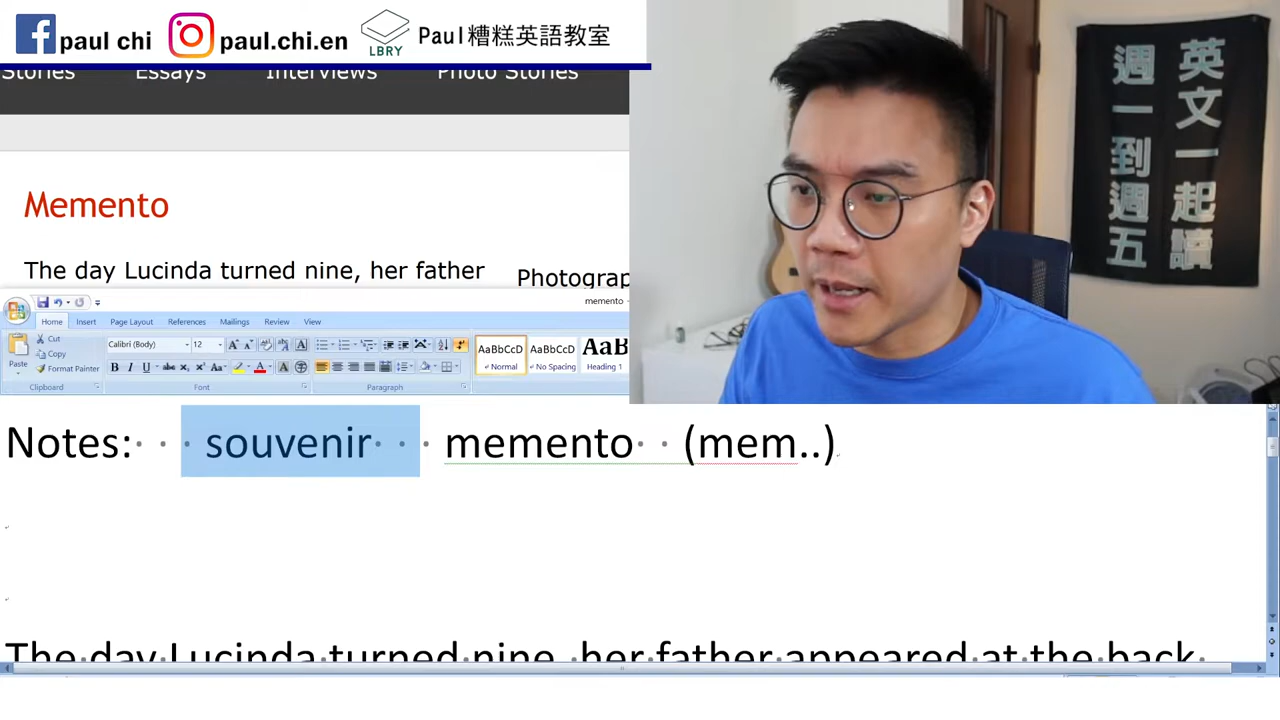 paul chi paul.chi.en LBRY Paul糟糕英語教室
Stories Essays Interviews Photo Stories
Memento
The day Lucinda turned nine, her father
Photograp
memento
Home Insert Page Layout References Mailings Review View
Paste
Cut
Copy
Format Painter
Clipboard
Calibri (Body) 12
Font
Paragraph
AaBbCcD AaBbCcD AaB
Normal No Spacing Heading 1
Notes: souvenir memento (mem..)
The day Lucinda turned nine, her father appeared at the back
英文一起讀
週一到週五